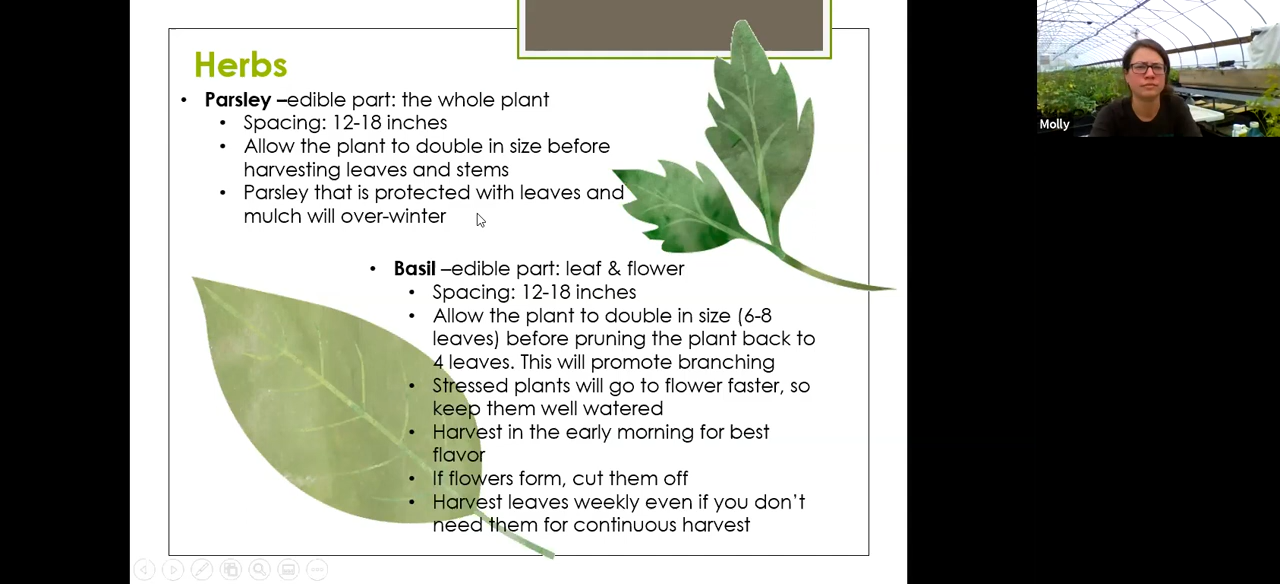 Herbs
• Parsley –edible part: the whole plant
• Spacing: 12-18 inches
• Allow the plant to double in size before
harvesting leaves and stems
• Parsley that is protected with leaves and
mulch will over-winter
• Basil –edible part: leaf & flower
• Spacing: 12-18 inches
• Allow the plant to double in size (6-8
leaves) before pruning the plant back to
4 leaves. This will promote branching
• Stressed plants will go to flower faster, so
keep them well watered
• Harvest in the early morning for best
flavor
• If flowers form, cut them off
• Harvest leaves weekly even if you don't
need them for continuous harvest
Molly